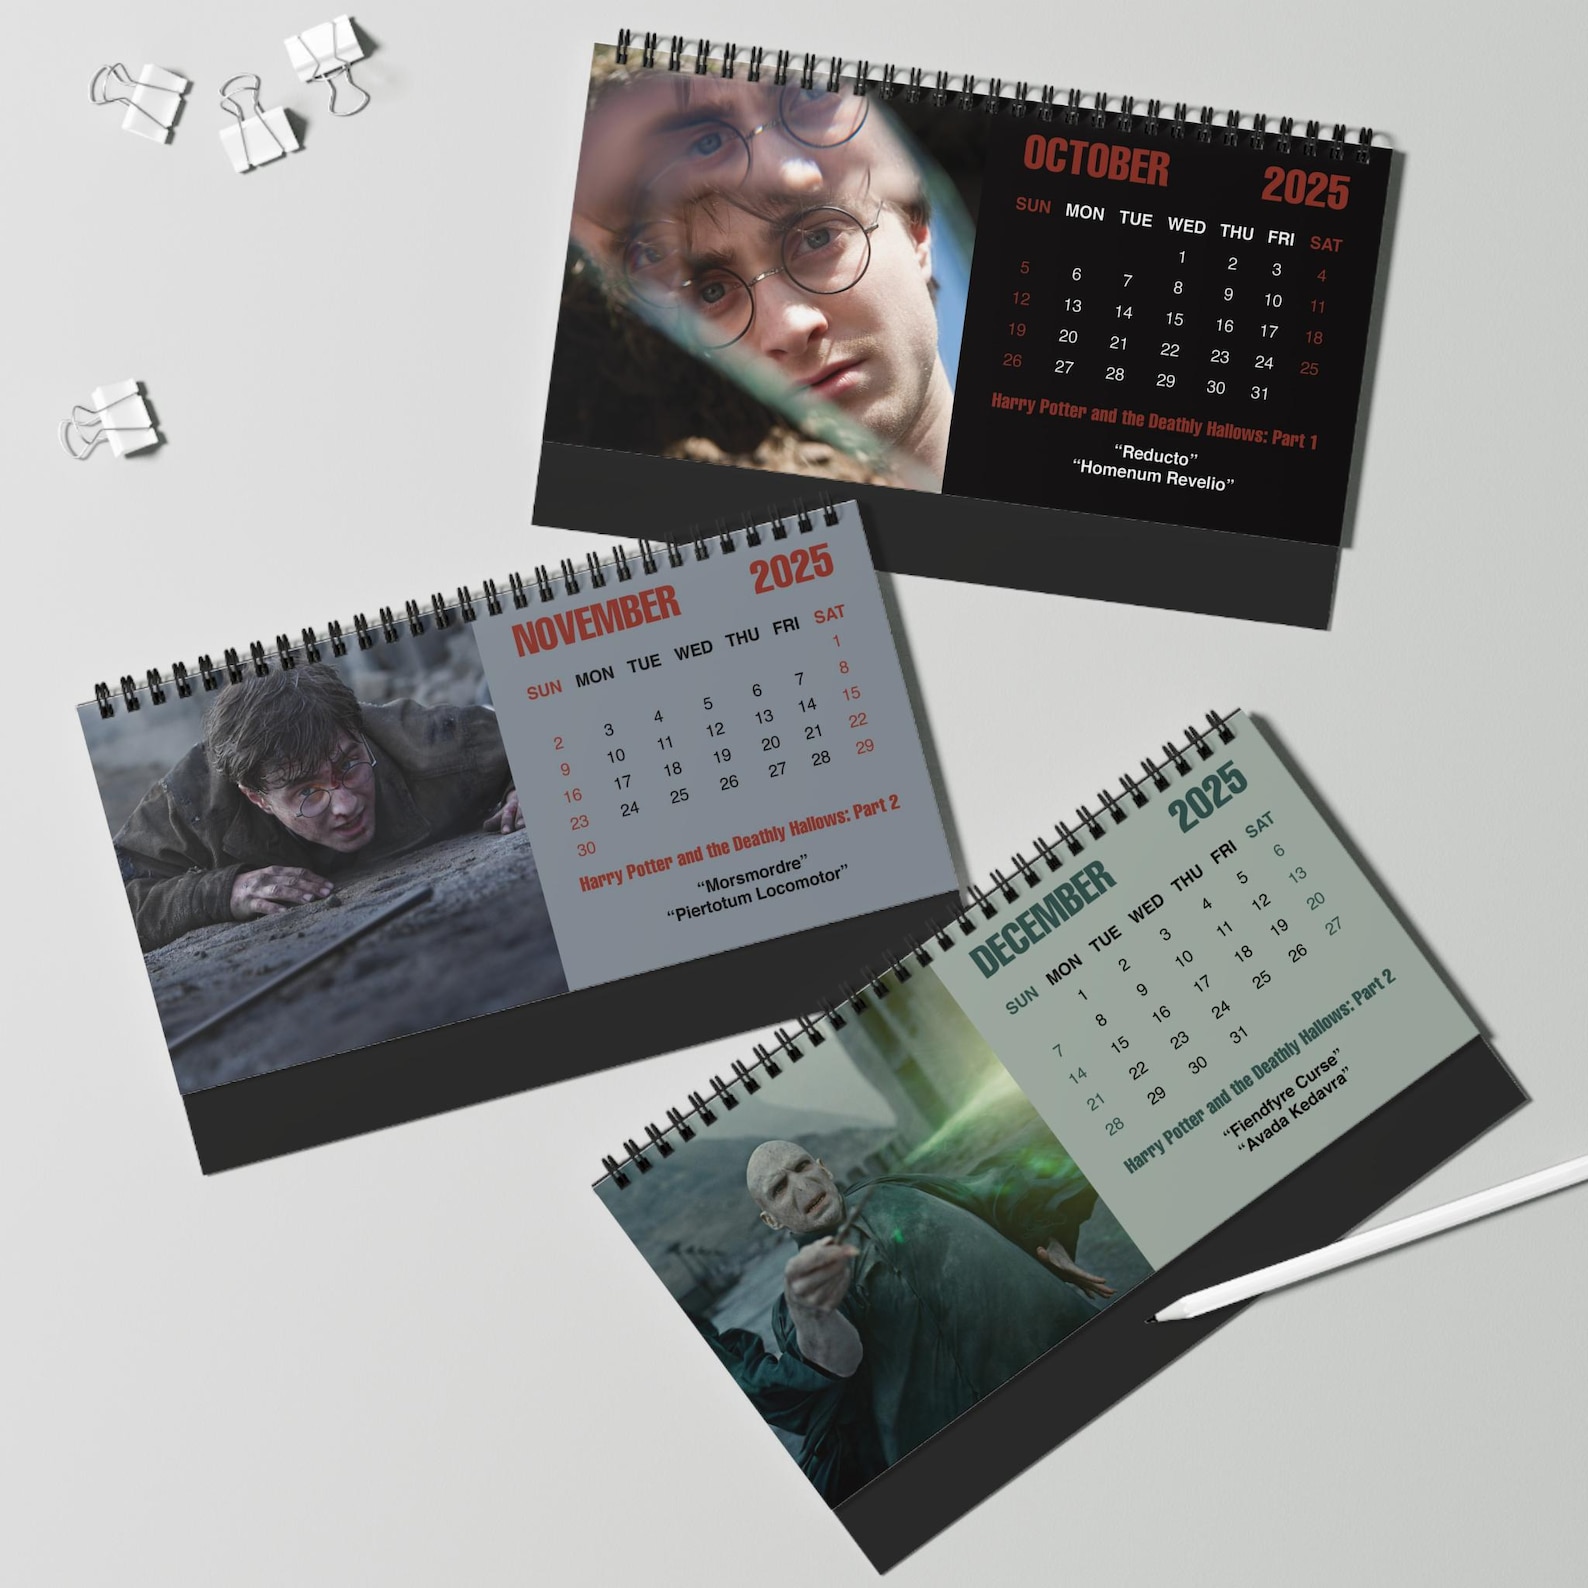 OCTOBER 2025
SUN MON TUE WED THU FRI SAT
1 2 3 4
5 6 7 8 9 10 11
12 13 14 15 16 17 18
19 20 21 22 23 24 25
26 27 28 29 30 31
Harry Potter and the Deathly Hallows: Part 1
“Reducto”
“Homenum Revelio”
NOVEMBER 2025
SUN MON TUE WED THU FRI SAT
1
2 3 4 5 6 7 8
9 10 11 12 13 14 15
16 17 18 19 20 21 22
23 24 25 26 27 28 29
30
Harry Potter and the Deathly Hallows: Part 2
“Morsmordre”
“Piertotum Locomotor”
DECEMBER 2025
SUN MON TUE WED THU FRI SAT
1 2 3 4 5 6
7 8 9 10 11 12 13
14 15 16 17 18 19 20
21 22 23 24 25 26 27
28 29 30 31
Harry Potter and the Deathly Hallows: Part 2
“Fiendfyre Curse”
“Avada Kedavra”